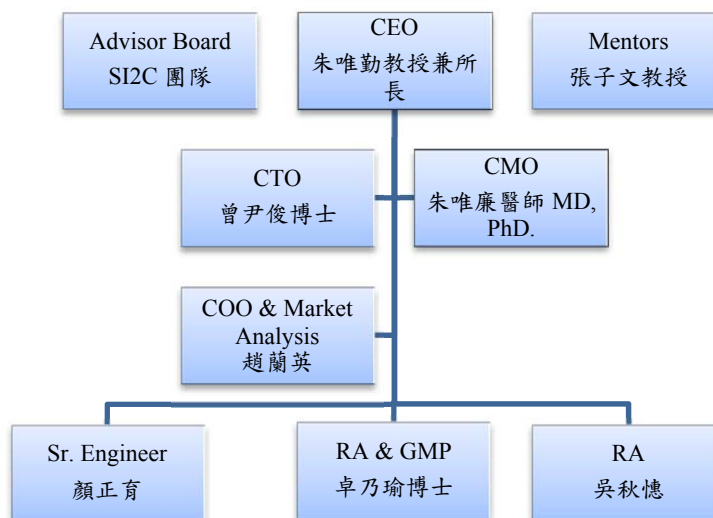 Advisor Board
SI2C 團隊
CEO
朱唯勤教授兼所
長
Mentors
張子文教授
CTO
曾尹俊博士
CMO
朱唯廉醫師 MD,
PhD.
COO & Market
Analysis
趙蘭英
Sr. Engineer
顏正育
RA & GMP
卓乃瑜博士
RA
吳秋憓